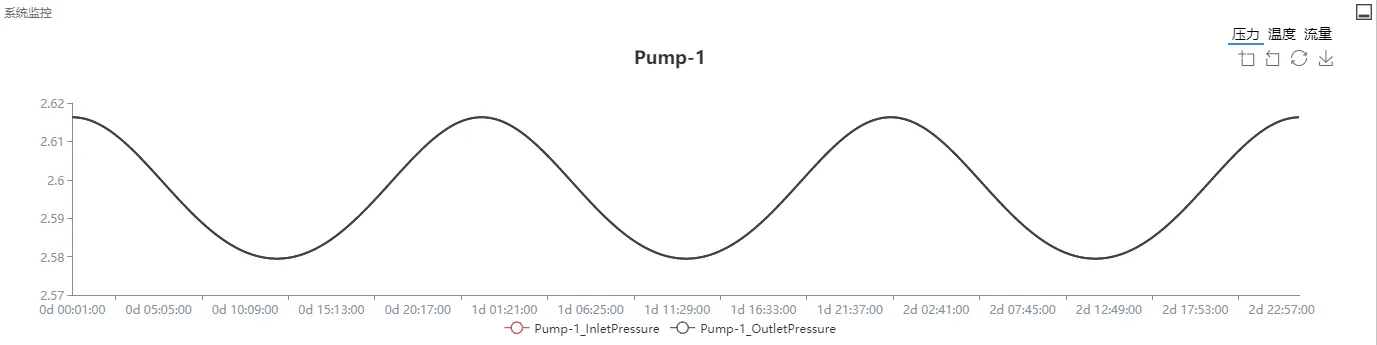 系统监控
压力 温度 流量
Pump-1
2.62
2.61
2.6
2.59
2.58
2.57
0d 00:01:00 0d 05:05:00 0d 10:09:00 0d 15:13:00 0d 20:17:00 1d 01:21:00 1d 06:25:00 1d 11:29:00 1d 16:33:00 1d 21:37:00 2d 02:41:00 2d 07:45:00 2d 12:49:00 2d 17:53:00 2d 22:57:00
Pump-1_InletPressure Pump-1_OutletPressure